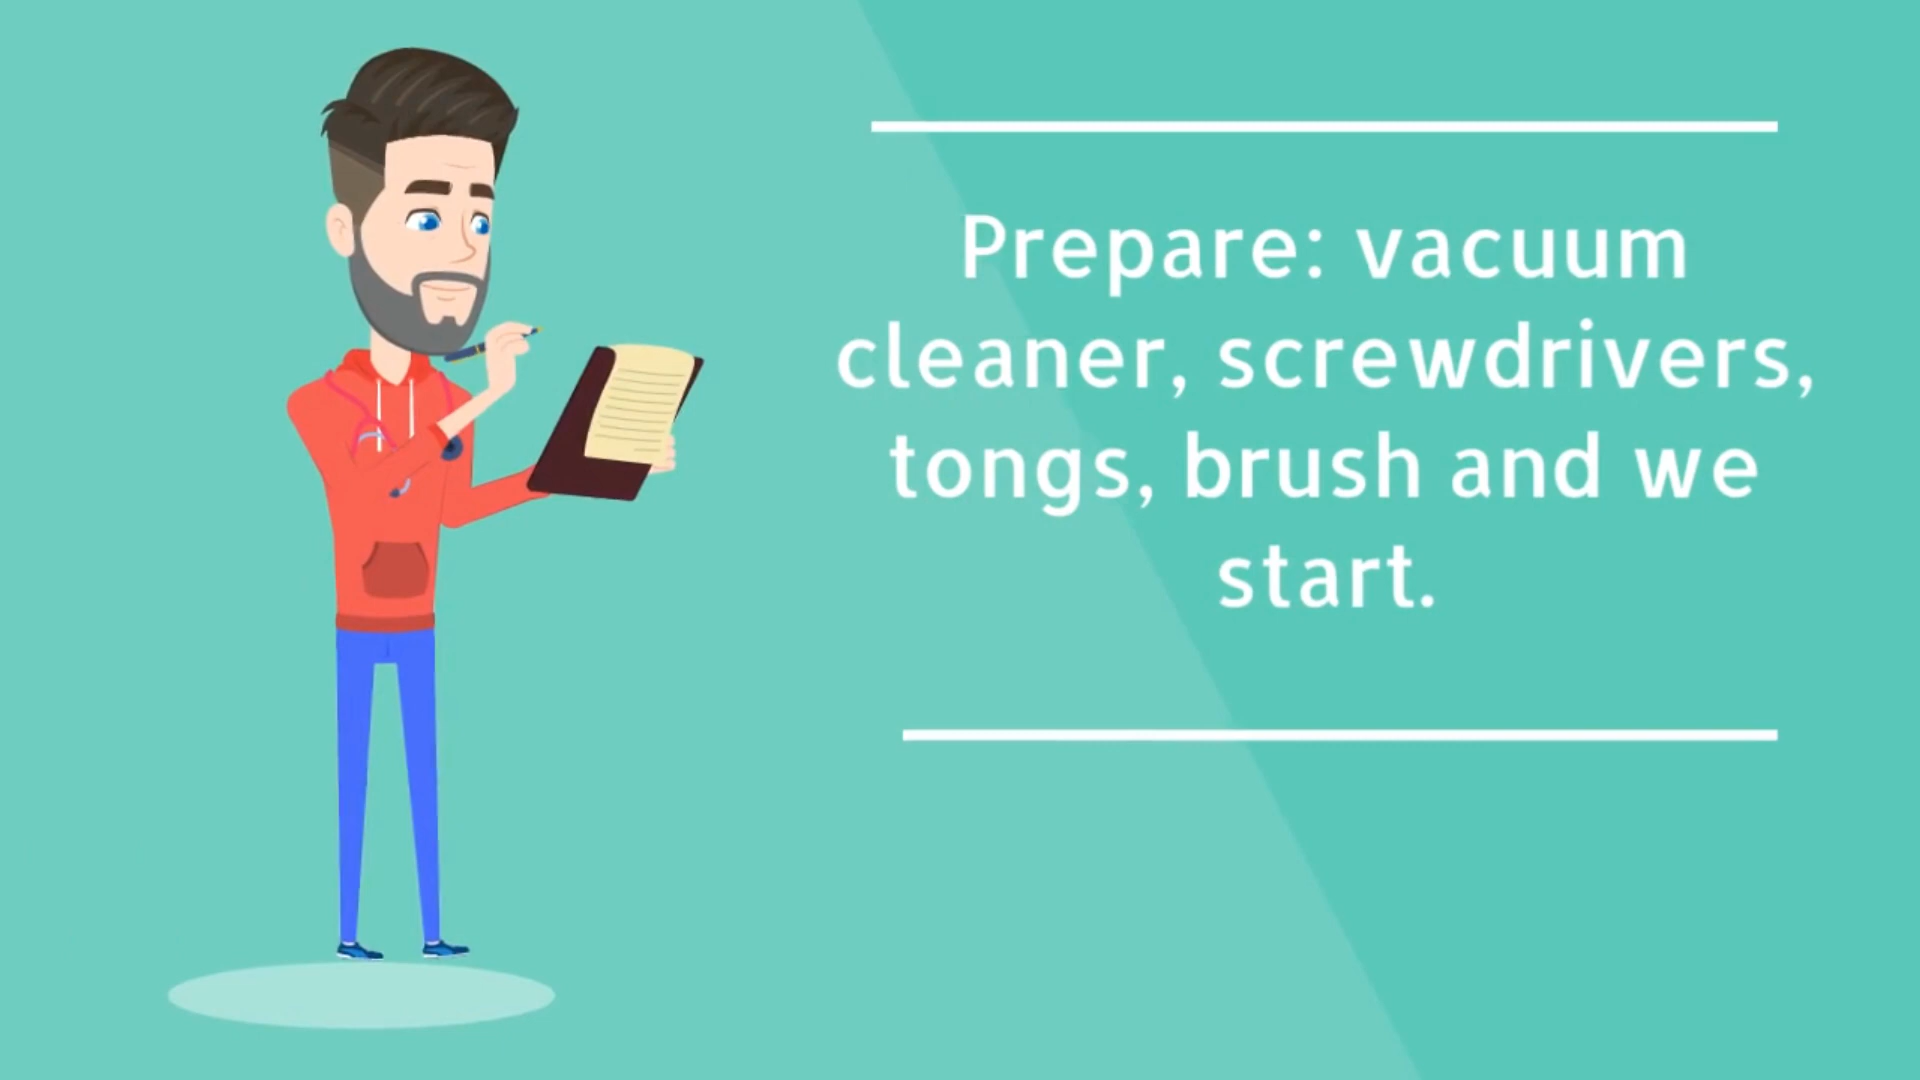 Prepare: vacuum
cleaner, screwdrivers,
tongs, brush and we
start.